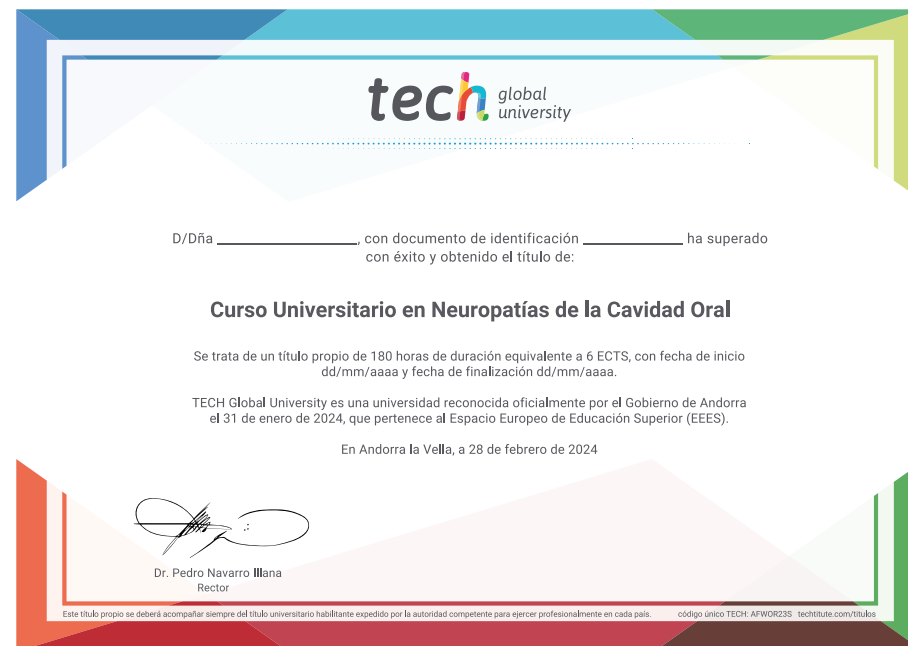 tech global university
D/Dña ____________________, con documento de identificación ______________ ha superado
con éxito y obtenido el título de:
Curso Universitario en Neuropatías de la Cavidad Oral
Se trata de un título propio de 180 horas de duración equivalente a 6 ECTS, con fecha de inicio
dd/mm/aaaa y fecha de finalización dd/mm/aaaa.
TECH Global University es una universidad reconocida oficialmente por el Gobierno de Andorra
el 31 de enero de 2024, que pertenece al Espacio Europeo de Educación Superior (EEES).
En Andorra la Vella, a 28 de febrero de 2024
Dr. Pedro Navarro Illana
Rector
Este título propio se deberá acompañar siempre del título universitario habilitante expedido por la autoridad competente para ejercer profesionalmente en cada país. código único TECH: AFWOR23S techtitute.com/titulos